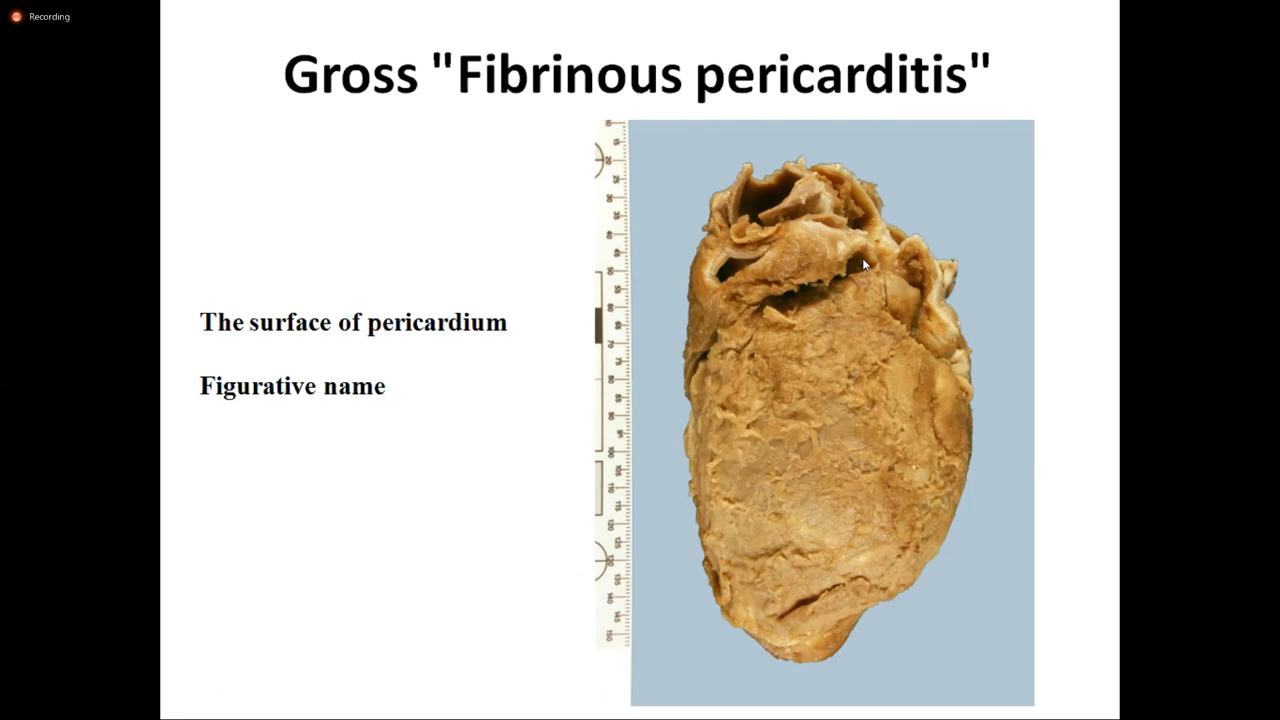 Recording
Gross "Fibrinous pericarditis"
The surface of pericardium
Figurative name